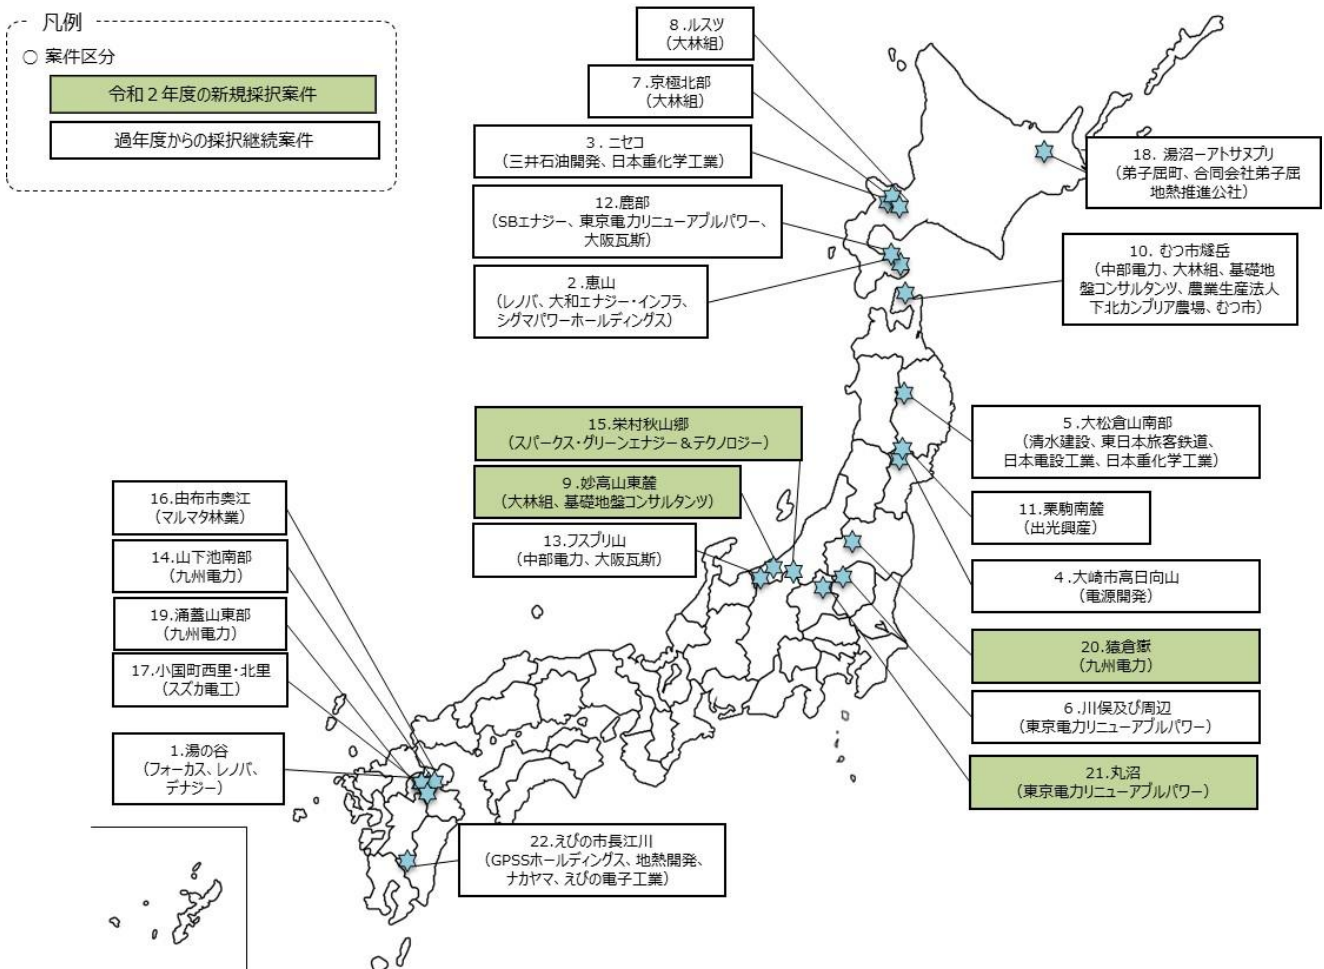 凡例
○ 案件区分
令和２年度の新規採択案件
過年度からの採択継続案件
８.ルスツ
（大林組）
７.京極北部
（大林組）
３．ニセコ
（三井石油開発、日本重化学工業）
12.鹿部
（SBエナジー、東京電力リニューアブルパワー、
大阪瓦斯）
２.恵山
（レノバ、大和エナジー・インフラ、
シグマパワーホールディングス）
18. 湯沼－アトサヌプリ
（弟子屈町、合同会社弟子屈
地熱推進公社）
10. むつ市燧岳
（中部電力、大林組、基礎地
盤コンサルタンツ、農業生産法人
下北カンブリア農場、むつ市）
15.栄村秋山郷
（スパークス・グリーンエナジー＆テクノロジー）
９.妙高山東麓
（大林組、基礎地盤コンサルタンツ）
13.フスブリ山
（中部電力、大阪瓦斯）
５.大松倉山南部
（清水建設、東日本旅客鉄道、
日本電設工業、日本重化学工業）
11.栗駒南麓
（出光興産）
４.大崎市高日向山
（電源開発）
20.猿倉嶽
（九州電力）
６.川俣及び周辺
（東京電力リニューアブルパワー）
21.丸沼
（東京電力リニューアブルパワー）
16.由布市奥江
（マルマタ林業）
14.山下池南部
（九州電力）
19.涌蓋山東部
（九州電力）
17.小国町西里・北里
（スズカ電工）
１.湯の谷
（フォーカス、レノバ、
デナジー）
22.えびの市長江川
（GPSSホールディングス、地熱開発、
ナカヤマ、えびの電子工業）